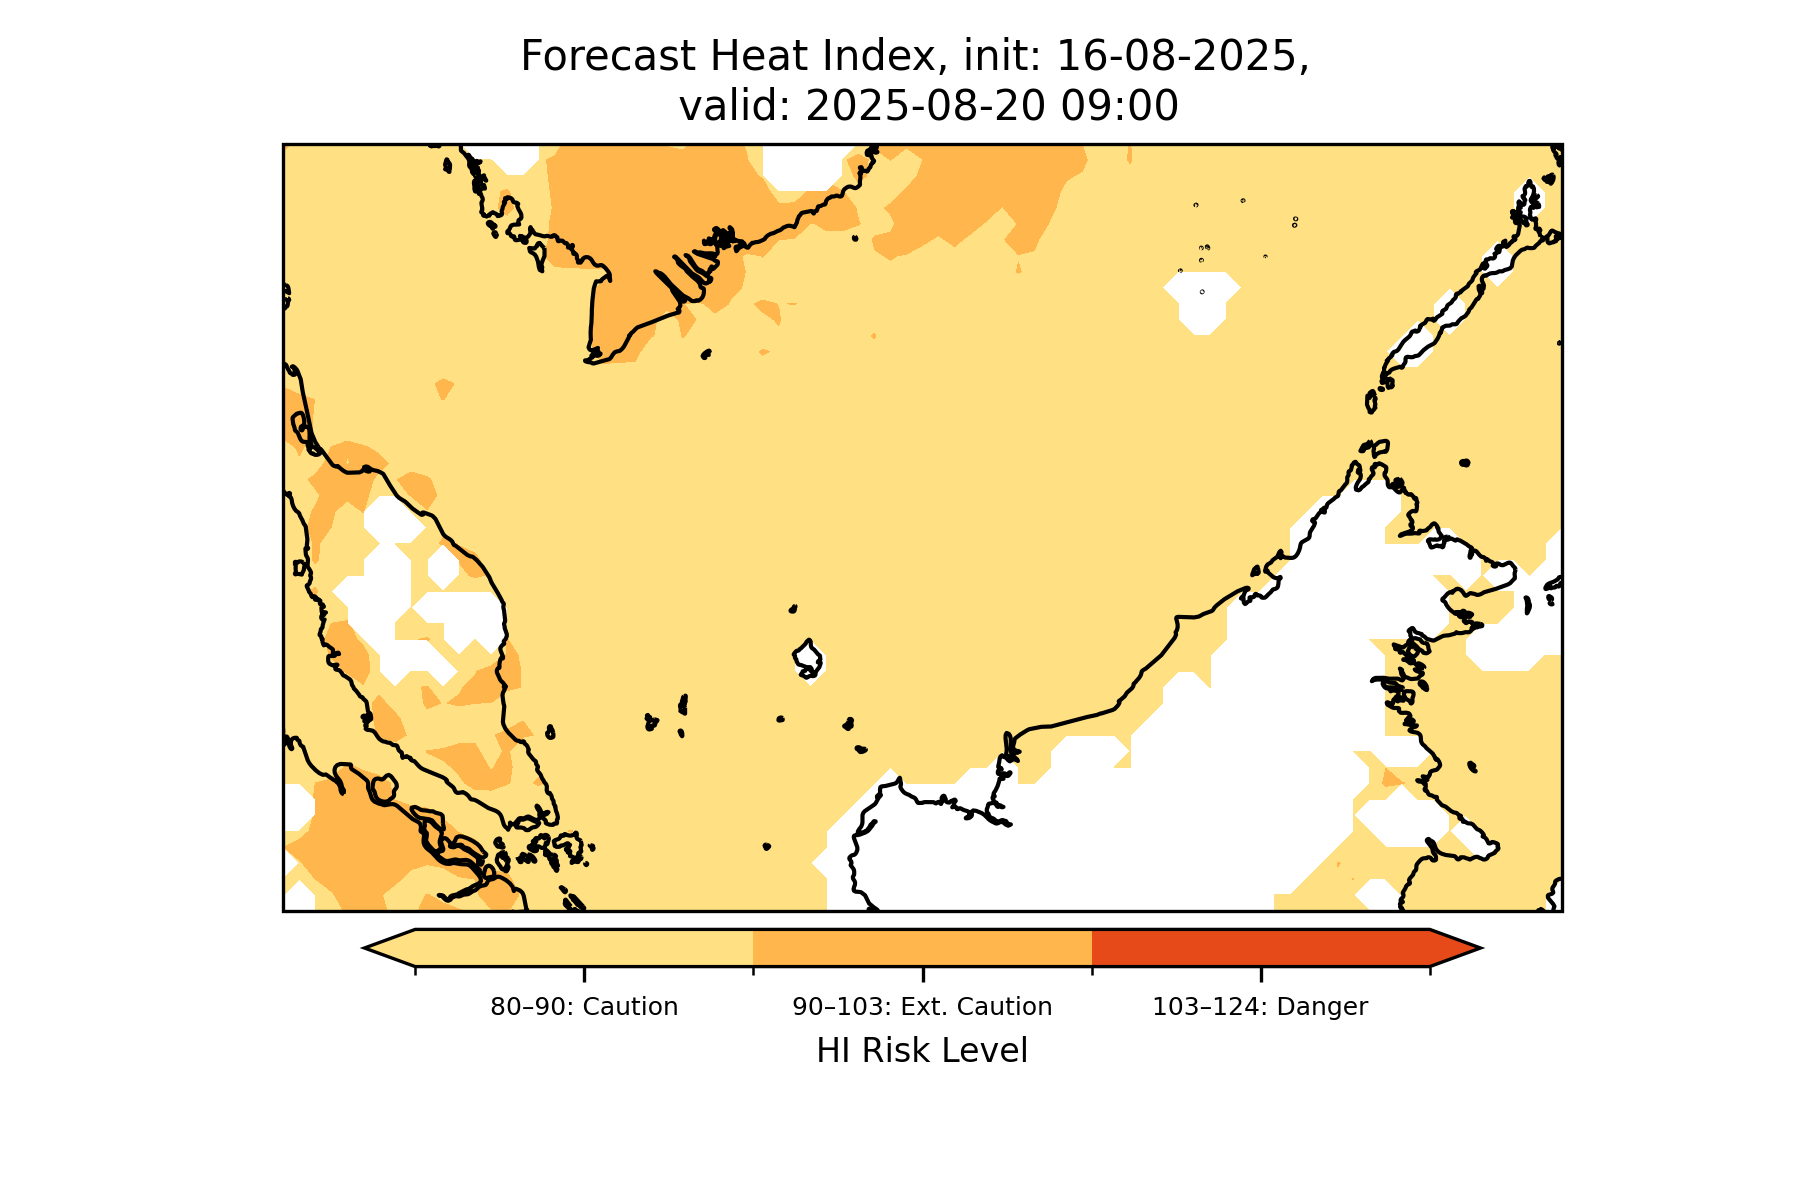 Forecast Heat Index, init: 16-08-2025,
valid: 2025-08-20 09:00
80–90: Caution
90–103: Ext. Caution
103–124: Danger
HI Risk Level